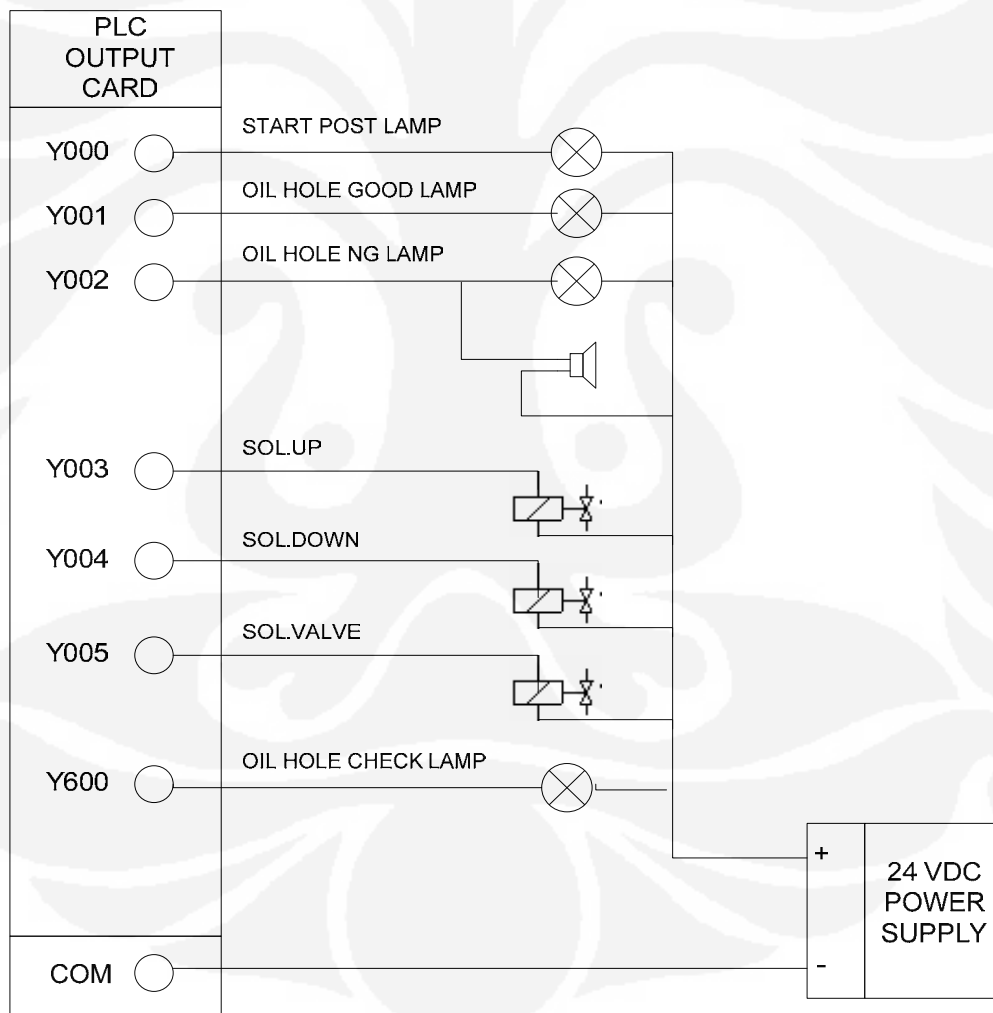 PLC
OUTPUT
CARD
Y000
START POST LAMP
Y001
OIL HOLE GOOD LAMP
Y002
OIL HOLE NG LAMP
Y003
SOL.UP
Y004
SOL.DOWN
Y005
SOL.VALVE
Y600
OIL HOLE CHECK LAMP
+
24 VDC
POWER
SUPPLY
-
COM